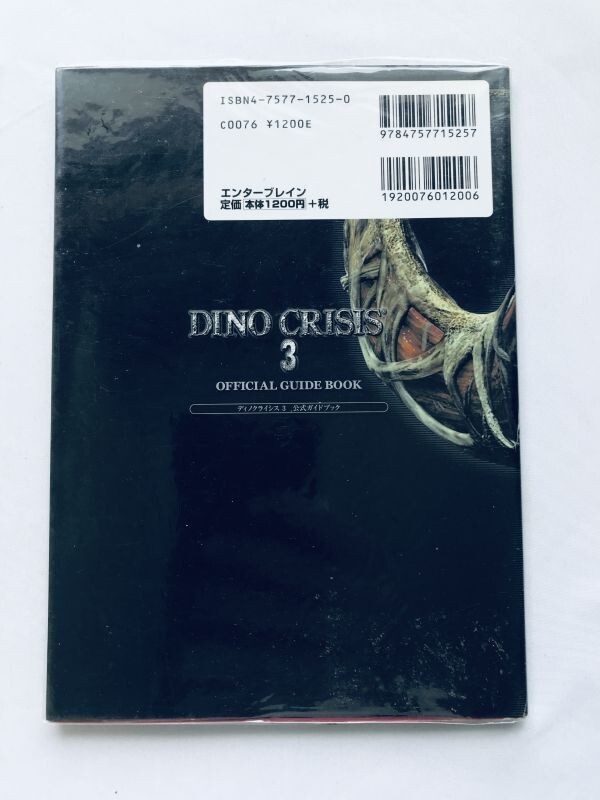 ISBN4-7577-1525-0
C0076 ¥1200E
9784757715257
エンターブレイン
定価 本体1200円 +税
1920076012006
DINO CRISIS
3
OFFICIAL GUIDE BOOK
ディノクライシス 3 公式ガイドブック